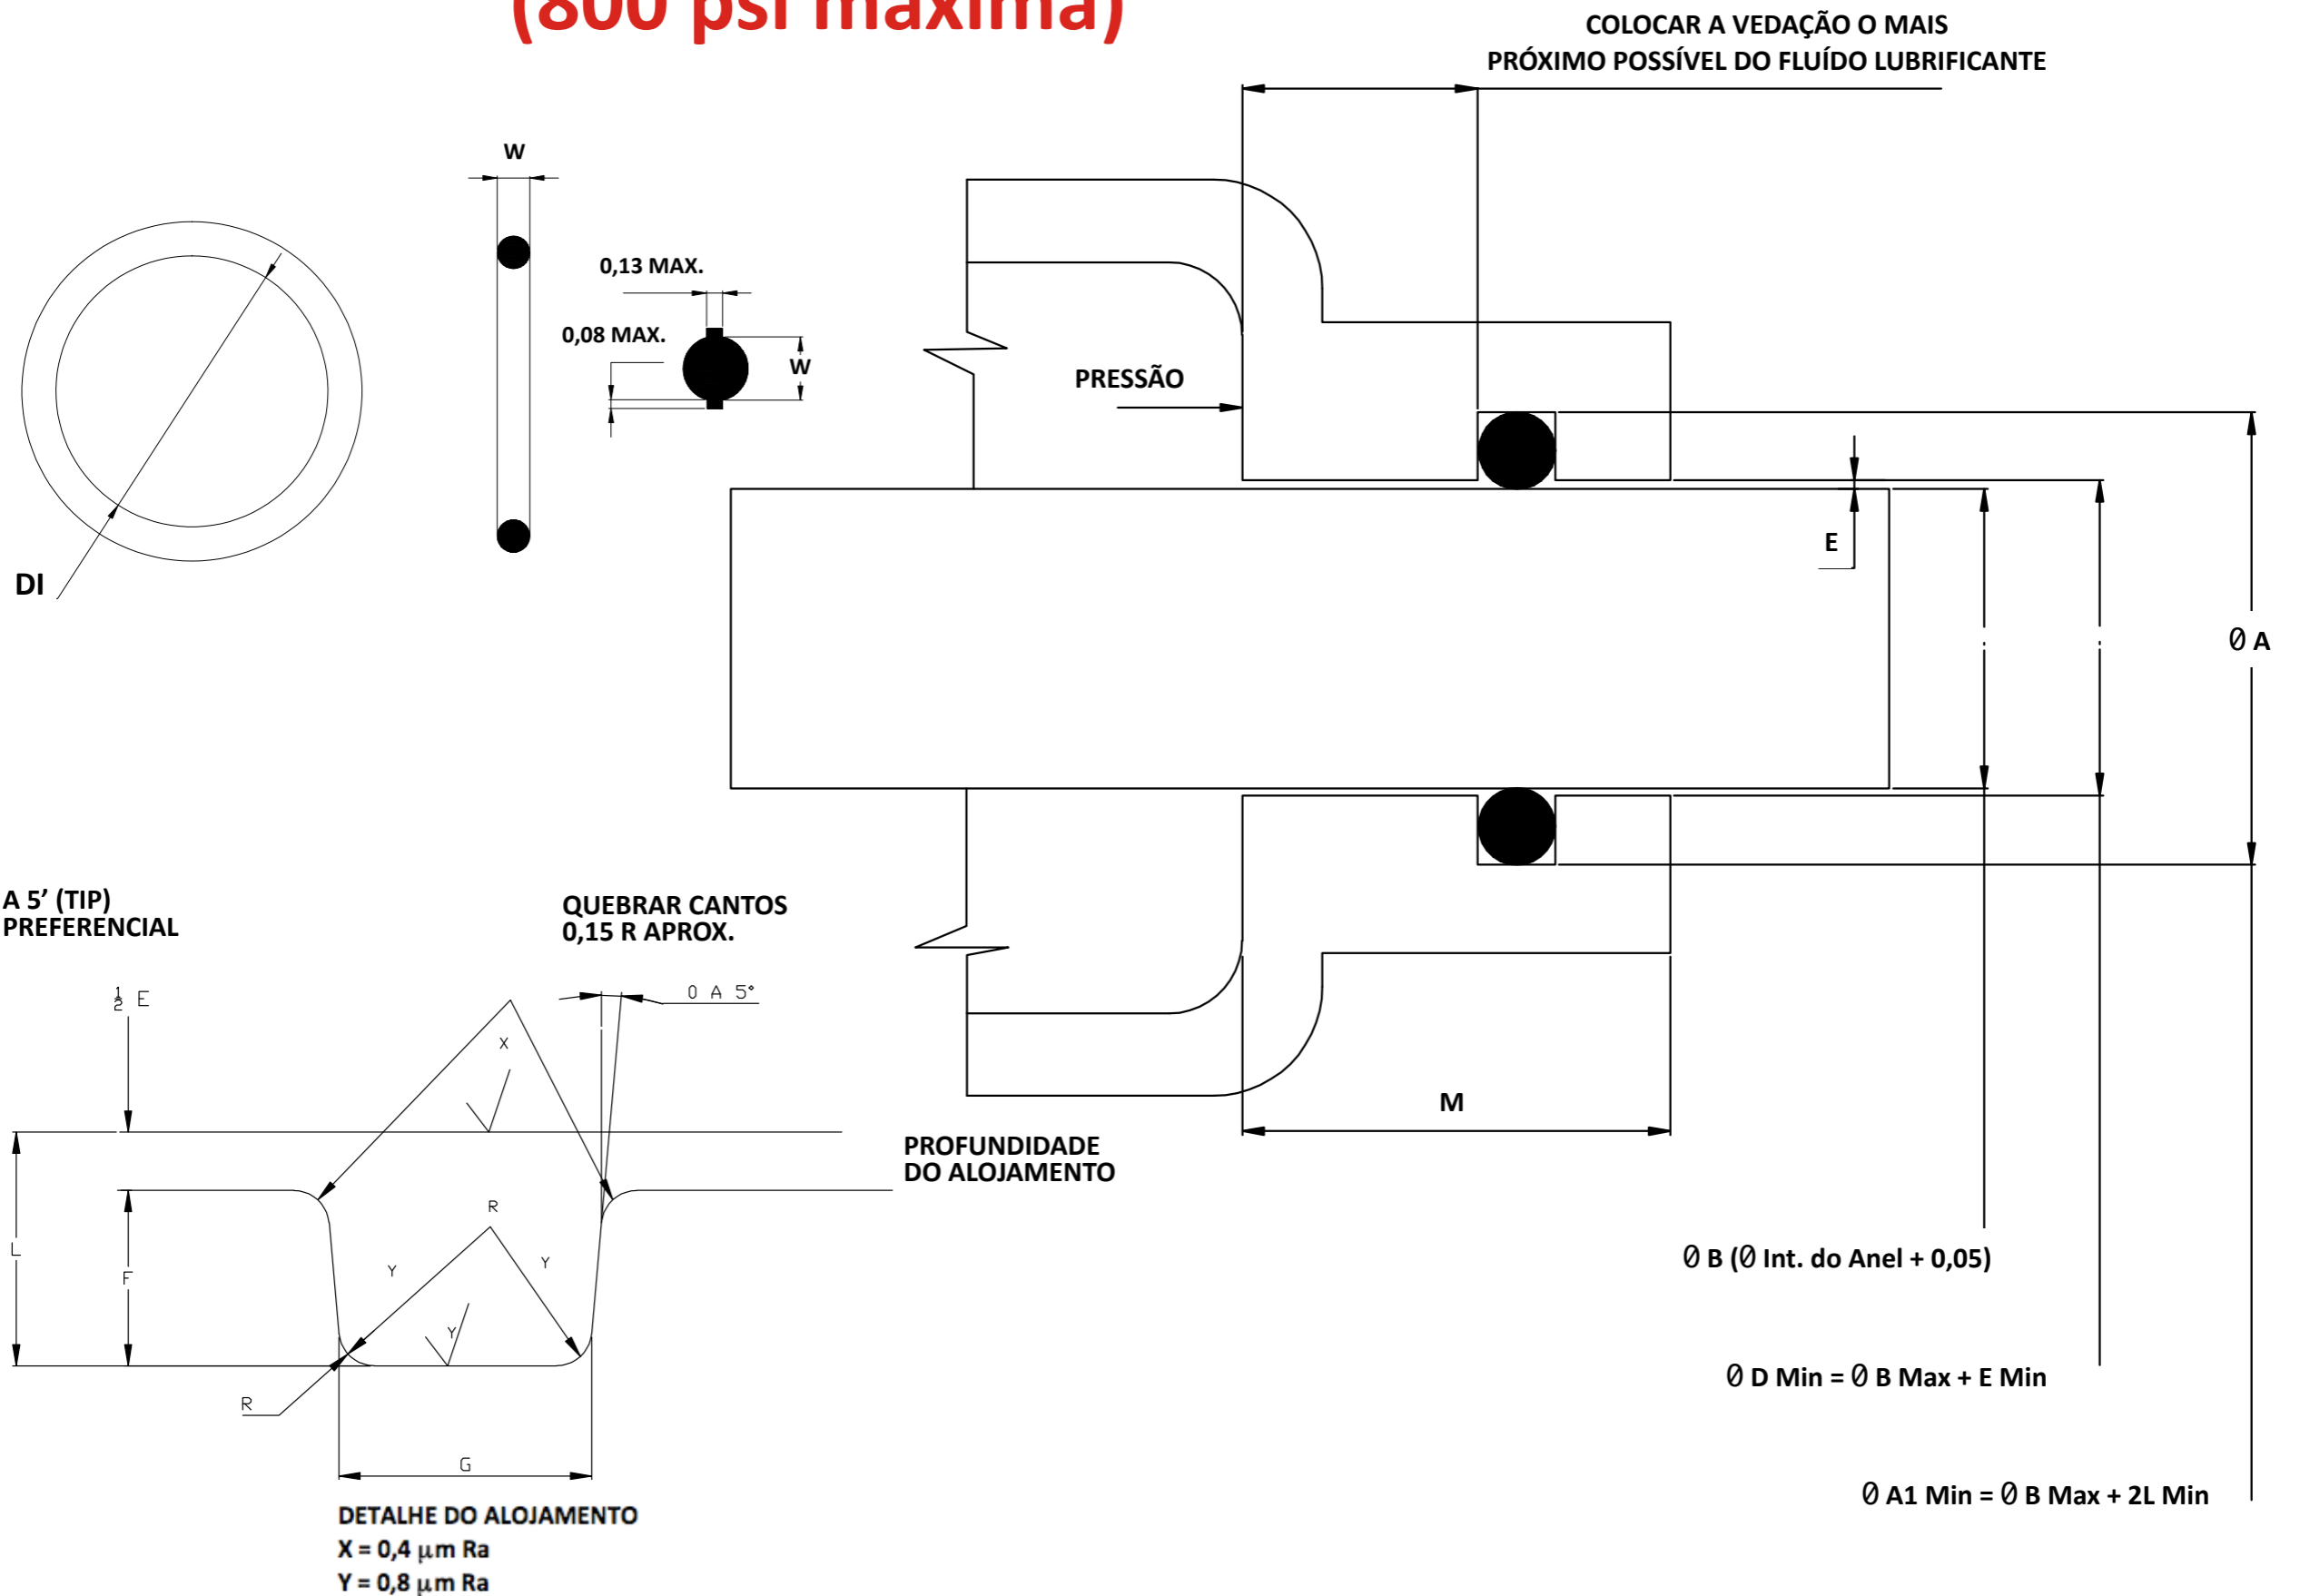 (800 psi máxima)
COLOCAR A VEDAÇÃO O MAIS
PRÓXIMO POSSÍVEL DO FLUÍDO LUBRIFICANTE
W
0,13 MAX.
0,08 MAX.
W
DI
PRESSÃO
E
Ø A
A 5’ (TIP)
PREFERENCIAL
QUEBRAR CANTOS
0,15 R APROX.
½ E
0 A 5°
X
L
F
R
Y
Y
Y
R
G
PROFUNDIDADE
DO ALOJAMENTO
M
Ø B (Ø Int. do Anel + 0,05)
Ø D Min = Ø B Max + E Min
Ø A1 Min = Ø B Max + 2L Min
DETALHE DO ALOJAMENTO
X = 0,4 µm Ra
Y = 0,8 µm Ra